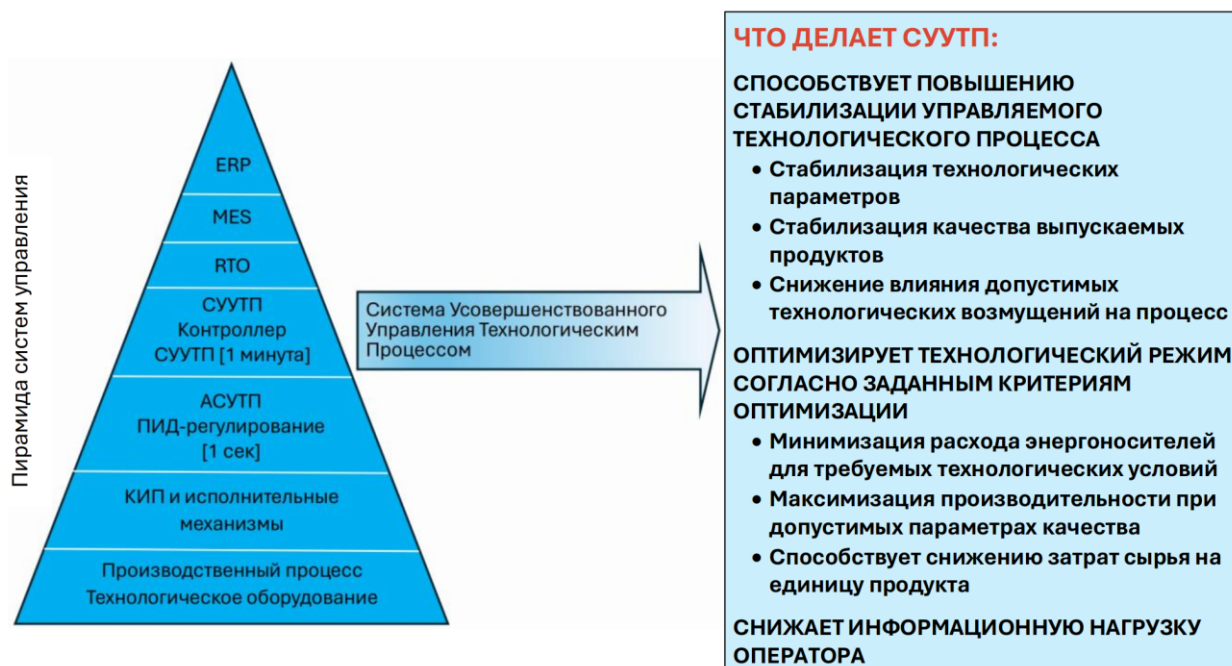 Пирамида систем управления
ERP
MES
RTO
СУУТП
Контроллер
СУУТП [1 минута]
АСУТП
ПИД-регулирование
[1 сек]
КИП и исполнительные
механизмы
Производственный процесс
Технологическое оборудование
Система Усовершенствованного
Управления Технологическим
Процессом
ЧТО ДЕЛАЕТ СУУТП:
СПОСОБСТВУЕТ ПОВЫШЕНИЮ
СТАБИЛИЗАЦИИ УПРАВЛЯЕМОГО
ТЕХНОЛОГИЧЕСКОГО ПРОЦЕССА
• Стабилизация технологических
параметров
• Стабилизация качества выпускаемых
продуктов
• Снижение влияния допустимых
технологических возмущений на процесс
ОПТИМИЗИРУЕТ ТЕХНОЛОГИЧЕСКИЙ РЕЖИМ
СОГЛАСНО ЗАДАННЫМ КРИТЕРИЯМ
ОПТИМИЗАЦИИ
• Минимизация расхода энергоносителей
для требуемых технологических условий
• Максимизация производительности при
допустимых параметрах качества
• Способствует снижению затрат сырья на
единицу продукта
СНИЖАЕТ ИНФОРМАЦИОННУЮ НАГРУЗКУ
ОПЕРАТОРА